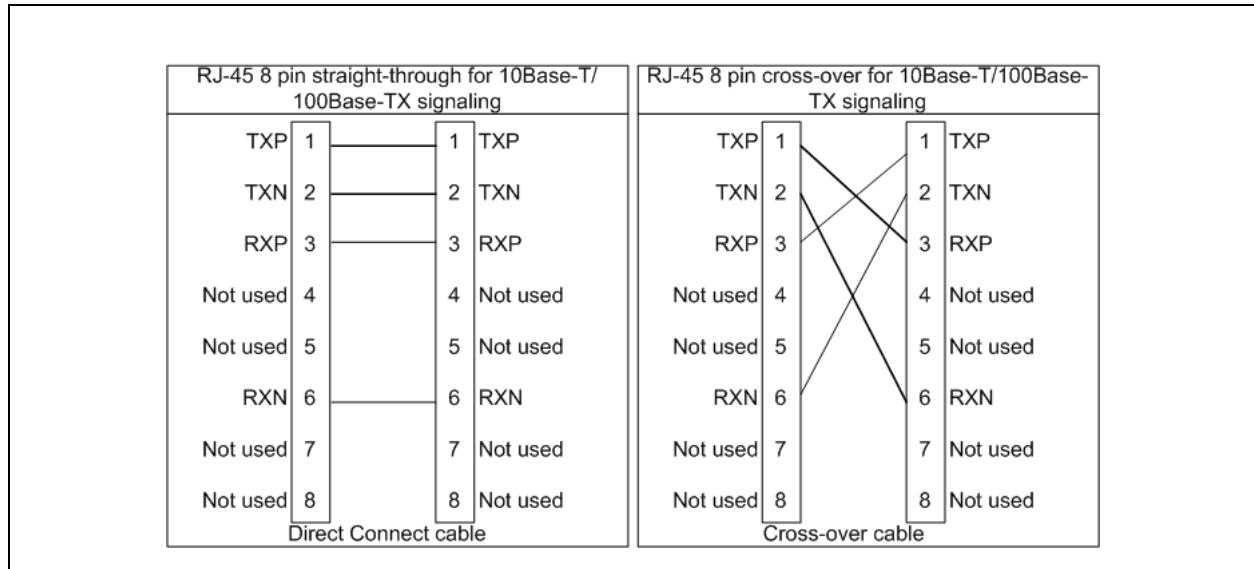 RJ-45 8 pin straight-through for 10Base-T/
100Base-TX signaling
TXP 1 1 TXP
TXN 2 2 TXN
RXP 3 3 RXP
Not used 4 4 Not used
Not used 5 5 Not used
RXN 6 6 RXN
Not used 7 7 Not used
Not used 8 8 Not used
Direct Connect cable
RJ-45 8 pin cross-over for 10Base-T/100Base-
TX signaling
TXP 1 1 TXP
TXN 2 2 TXN
RXP 3 3 RXP
Not used 4 4 Not used
Not used 5 5 Not used
RXN 6 6 RXN
Not used 7 7 Not used
Not used 8 8 Not used
Cross-over cable